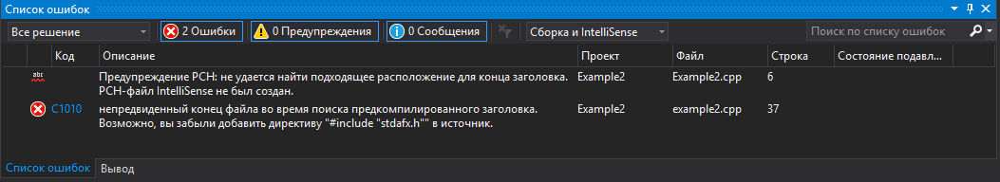 Список ошибок
Все решение 2 Ошибки 0 Предупреждения 0 Сообщения Сборка и IntelliSense Поиск по списку ошибок
Код Описание Проект Файл Строка Состояние подавл...
abc Предупреждение PCH: не удается найти подходящее расположение для конца заголовка. Example2 Example2.cpp 6
PCH-файл IntelliSense не был создан.
C1010 непредвиденный конец файла во время поиска предкомпилированного заголовка. Example2 example2.cpp 37
Возможно, вы забыли добавить директиву "#include "stdafx.h"" в источник.
Список ошибок Вывод